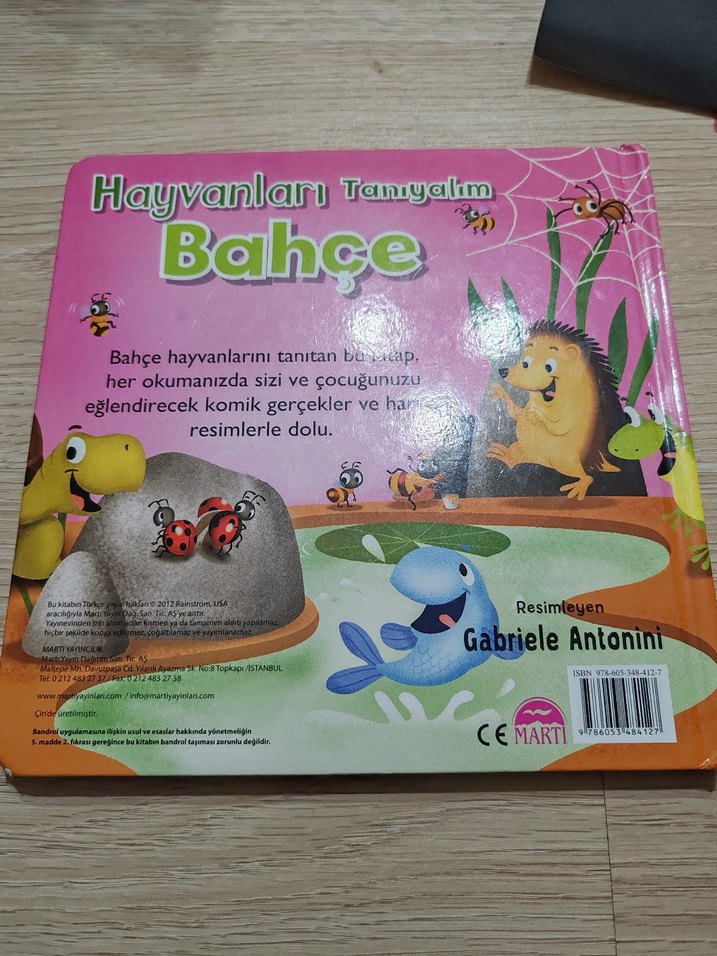 Hayvanları Tanıyalım
Bahçe
Bahçe hayvanlarını tanıtan bu kitap,
her okumanızda sizi ve çocuğunuzu
eğlendirecek komik gerçekler ve
resimlerle dolu.
Bu kitabın Türkçe yayın hakları © 2012 Rainstrom, USA
aracılığıyla Martı Yayın Dağ. San. Tic. AŞ'ye aittir.
Yayınevinden izin alınmadan kısmen ya da tamamen alıntı yapılamaz,
hiçbir şekilde kopya edilemez, çoğaltılamaz ve yayımlanamaz.
MARTI YAYINCILIK
Martı Yayın Dağıtım San. Tic. AŞ
Maltepe Mh. Davutpaşa Cd. Yılanlı Ayazma Sk. No:8 Topkapı /İSTANBUL
Tel: 0 212 483 27 37 / Fax: 0 212 483 27 38
www.martiyayinlari.com / info@martiyayinlari.com
Çin'de üretilmiştir.
Bandrol uygulamasına ilişkin usul ve esaslar hakkında yönetmeliğin
5. madde 2. fıkrası gereğince bu kitabın bandrol taşıması zorunlu değildir.
Resimleyen
Gabriele Antonini
ISBN 978-605-348-412-7
CE
MARTI
9 786053 484127